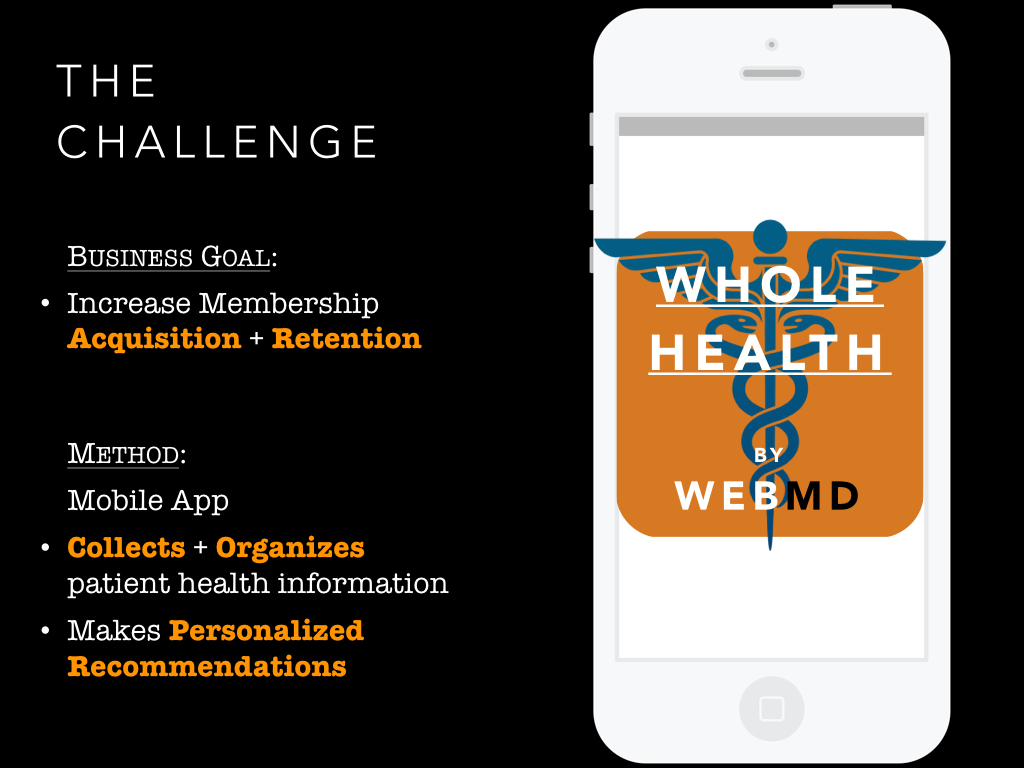 THE
CHALLENGE
BUSINESS GOAL:
• Increase Membership
Acquisition + Retention
METHOD:
Mobile App
• Collects + Organizes
patient health information
• Makes Personalized
Recommendations
WHOLE
HEALTH
BY
WEBMD